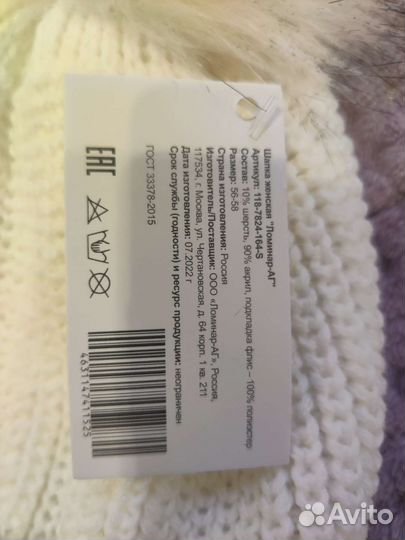 Шапка женская "Ломинар-АГ"
Артикул: 118-7824-164-S
Состав: 10% шерсть, 90% акрил, подкладка флис – 100% полиэстер
Размер: 56-58
Страна изготовления: Россия
Изготовитель/Поставщик: ООО «Ломинар-АГ», Россия,
117534, г. Москва, ул. Чертановская, д. 64 корп. 1 кв. 211
Дата изготовления: 07.2022 г
Срок службы (годности) и ресурс продукции: неограничен
ГОСТ 33378-2015
EAC
4631147411525
Avito